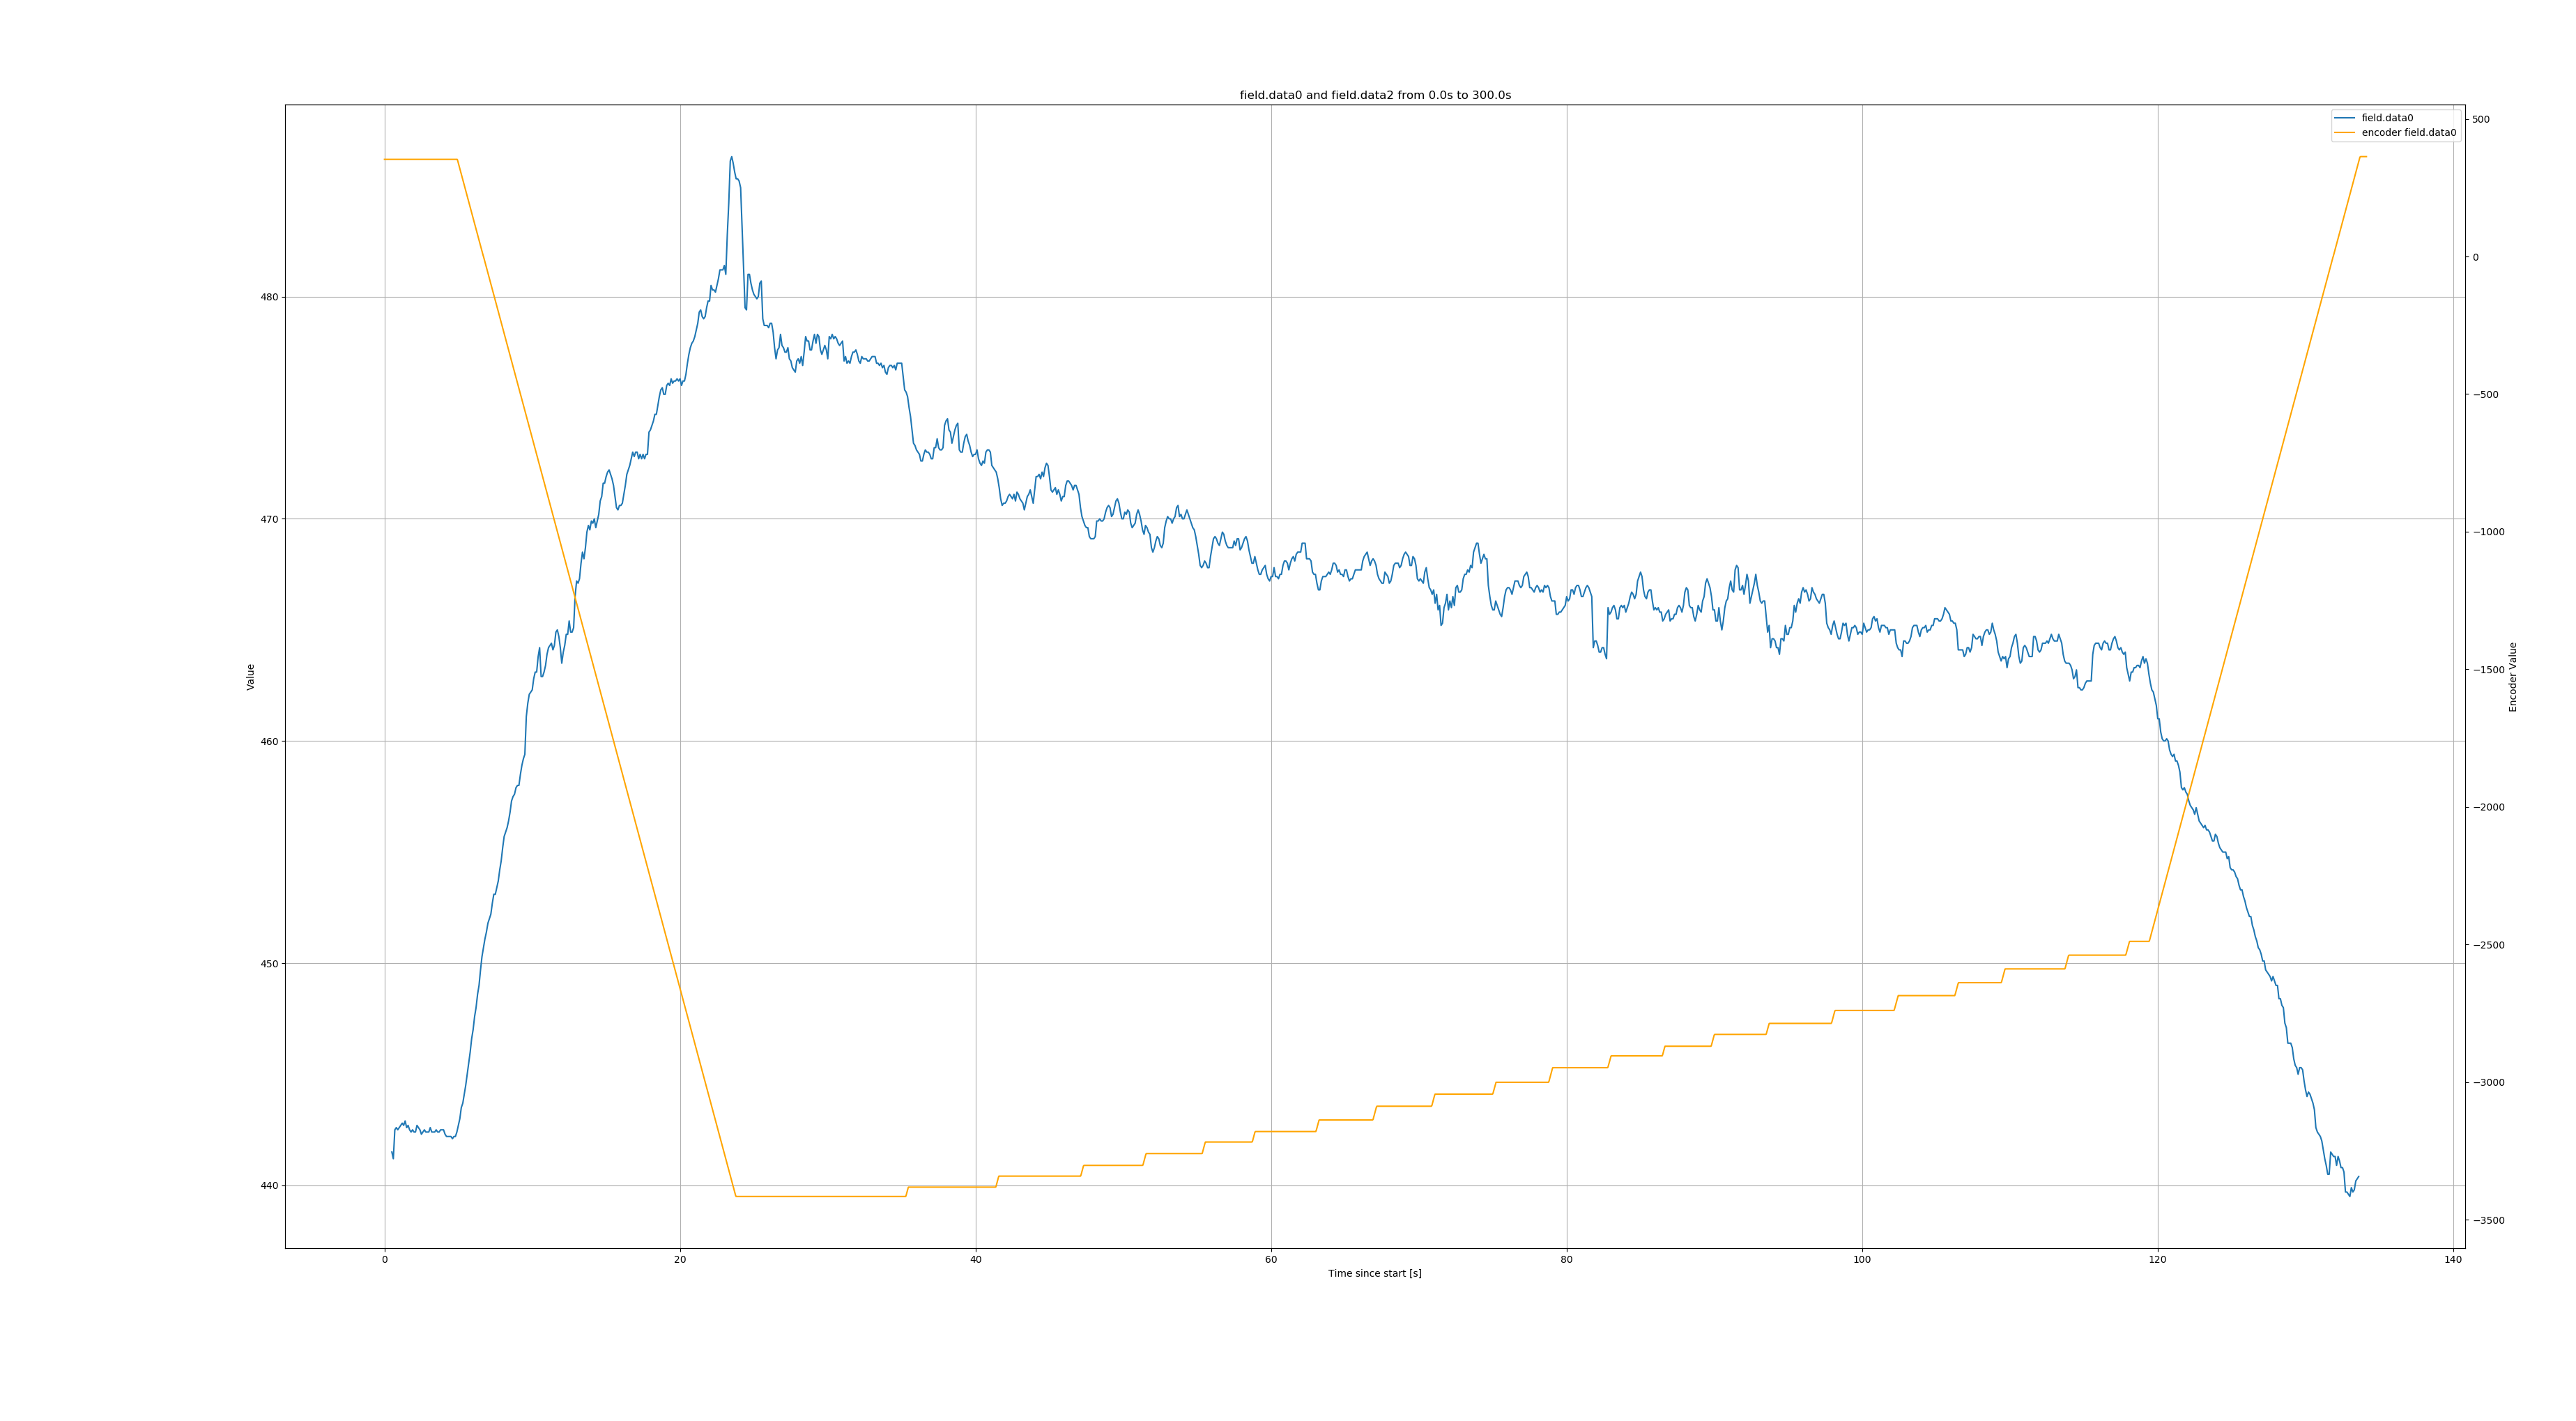 field.data0 and field.data2 from 0.0s to 300.0s
field.data0
encoder field.data0
Value
480
470
460
450
440
500
0
−500
−1000
−1500
−2000
−2500
−3000
−3500
Encoder Value
0 20 40 60 80 100 120 140
Time since start [s]